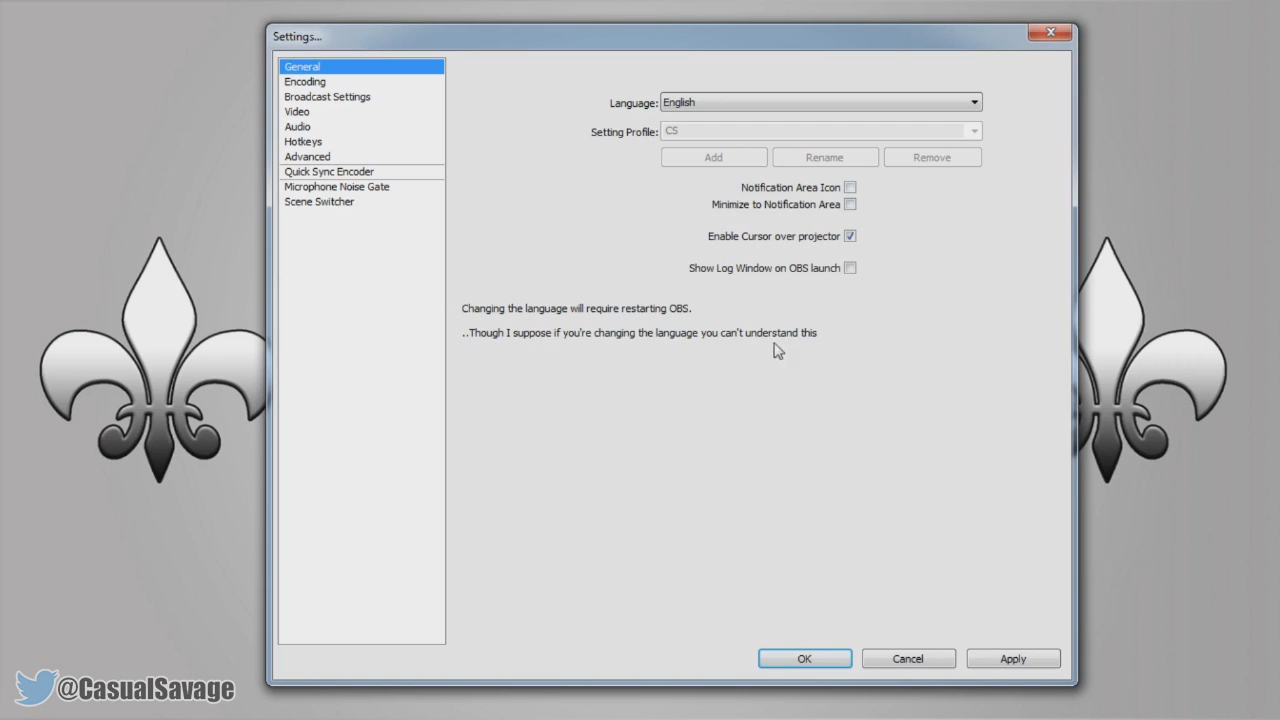 Settings...
General
Encoding
Broadcast Settings
Video
Audio
Hotkeys
Advanced
Quick Sync Encoder
Microphone Noise Gate
Scene Switcher
Language: English
Setting Profile: CS
Add Rename Remove
Notification Area Icon
Minimize to Notification Area
Enable Cursor over projector
Show Log Window on OBS launch
Changing the language will require restarting OBS.
..Though I suppose if you're changing the language you can't understand this
OK Cancel Apply
@CasualSavage